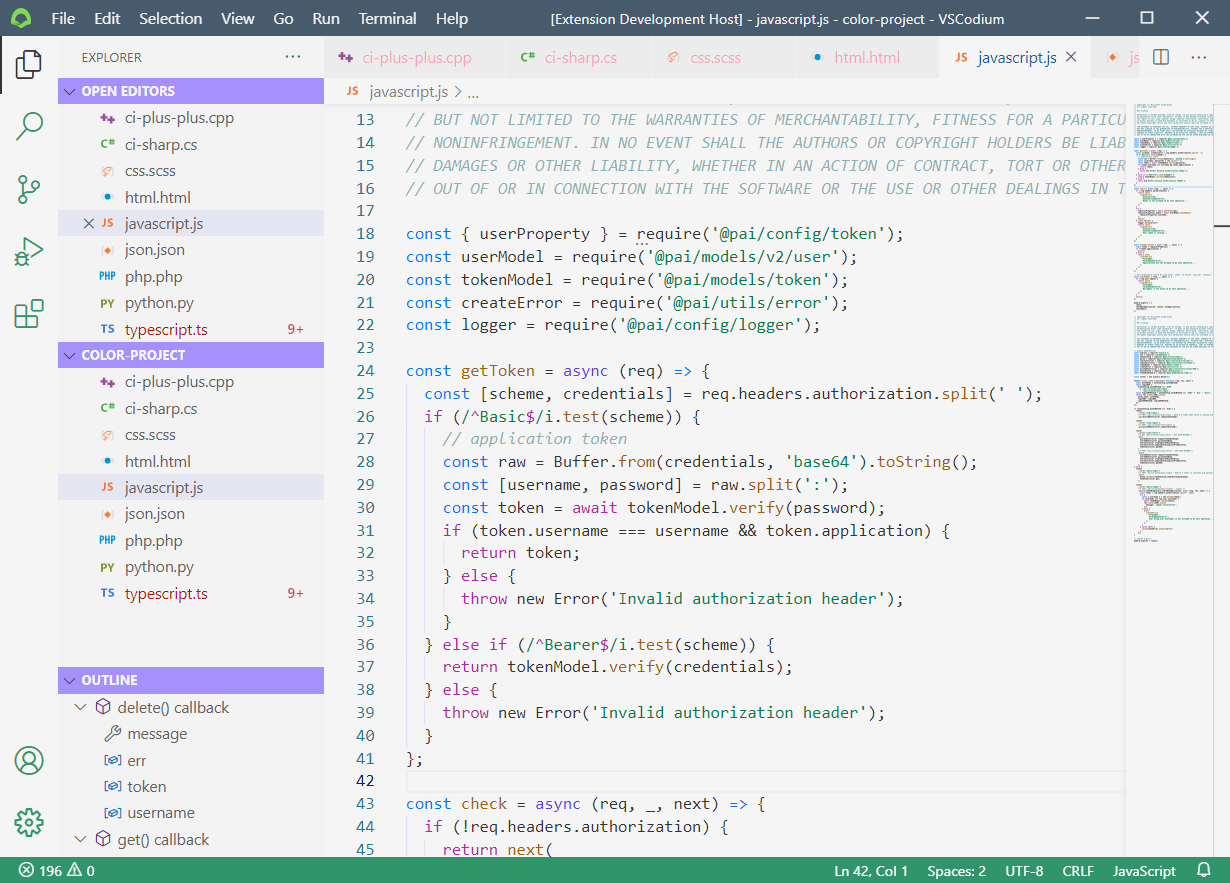 File Edit Selection View Go Run Terminal Help [Extension Development Host] - javascript.js - color-project - VSCodium
EXPLORER ...
OPEN EDITORS
ci-plus-plus.cpp
ci-sharp.cs
css.scss
html.html
JS javascript.js
json.json
PHP php.php
PY python.py
TS typescript.ts 9+
COLOR-PROJECT
ci-plus-plus.cpp
ci-sharp.cs
css.scss
html.html
JS javascript.js
json.json
PHP php.php
PY python.py
TS typescript.ts 9+
OUTLINE
delete() callback
message
err
token
username
get() callback
ci-plus-plus.cpp C# ci-sharp.cs css.scss html.html JS javascript.js js
JS javascript.js > ...
13 // BUT NOT LIMITED TO THE WARRANTIES OF MERCHANTABILITY, FITNESS FOR A PARTICU
14 // NONINFRINGEMENT. IN NO EVENT SHALL THE AUTHORS OR COPYRIGHT HOLDERS BE LIAB
15 // DAMAGES OR OTHER LIABILITY, WHETHER IN AN ACTION OF CONTRACT, TORT OR OTHER
16 // OUT OF OR IN CONNECTION WITH THE SOFTWARE OR THE USE OR OTHER DEALINGS IN T
17
18 const { userProperty } = require('@pai/config/token');
19 const userModel = require('@pai/models/v2/user');
20 const tokenModel = require('@pai/models/token');
21 const createError = require('@pai/utils/error');
22 const logger = require('@pai/config/logger');
23
24 const getToken = async (req) => {
25 const [scheme, credentials] = req.headers.authorization.split(' ');
26 if (/^Basic$/i.test(scheme)) {
27 // application token
28 const raw = Buffer.from(credentials, 'base64').toString();
29 const [username, password] = raw.split(':');
30 const token = await tokenModel.verify(password);
31 if (token.username === username && token.application) {
32 return token;
33 } else {
34 throw new Error('Invalid authorization header');
35 }
36 } else if (/^Bearer$/i.test(scheme)) {
37 return tokenModel.verify(credentials);
38 } else {
39 throw new Error('Invalid authorization header');
40 }
41 };
42
43 const check = async (req, _, next) => {
44 if (!req.headers.authorization) {
45 return next(
196 0 Ln 42, Col 1 Spaces: 2 UTF-8 CRLF JavaScript